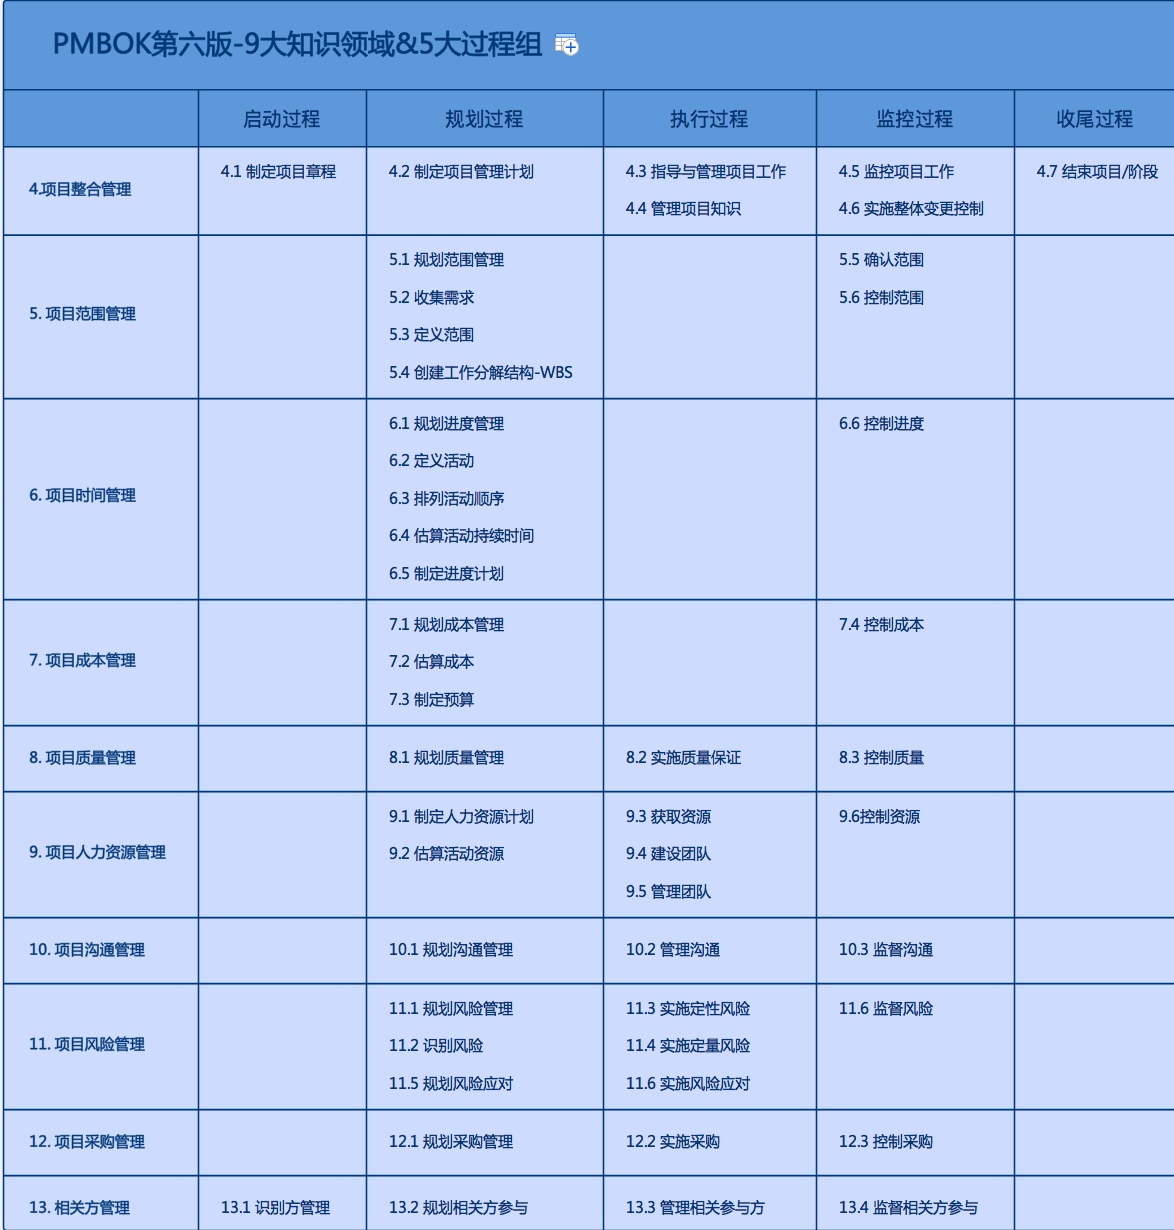 PMBOK第六版-9大知识领域&5大过程组
启动过程
规划过程
执行过程
监控过程
收尾过程
4.项目整合管理
4.1 制定项目章程
4.2 制定项目管理计划
4.3 指导与管理项目工作
4.4 管理项目知识
4.5 监控项目工作
4.6 实施整体变更控制
4.7 结束项目/阶段
5. 项目范围管理
5.1 规划范围管理
5.2 收集需求
5.3 定义范围
5.4 创建工作分解结构-WBS
5.5 确认范围
5.6 控制范围
6. 项目时间管理
6.1 规划进度管理
6.2 定义活动
6.3 排列活动顺序
6.4 估算活动持续时间
6.5 制定进度计划
6.6 控制进度
7. 项目成本管理
7.1 规划成本管理
7.2 估算成本
7.3 制定预算
7.4 控制成本
8. 项目质量管理
8.1 规划质量管理
8.2 实施质量保证
8.3 控制质量
9. 项目人力资源管理
9.1 制定人力资源计划
9.2 估算活动资源
9.3 获取资源
9.4 建设团队
9.5 管理团队
9.6控制资源
10. 项目沟通管理
10.1 规划沟通管理
10.2 管理沟通
10.3 监督沟通
11. 项目风险管理
11.1 规划风险管理
11.2 识别风险
11.5 规划风险应对
11.3 实施定性风险
11.4 实施定量风险
11.6 实施风险应对
11.6 监督风险
12. 项目采购管理
12.1 规划采购管理
12.2 实施采购
12.3 控制采购
13. 相关方管理
13.1 识别方管理
13.2 规划相关方参与
13.3 管理相关参与方
13.4 监督相关方参与